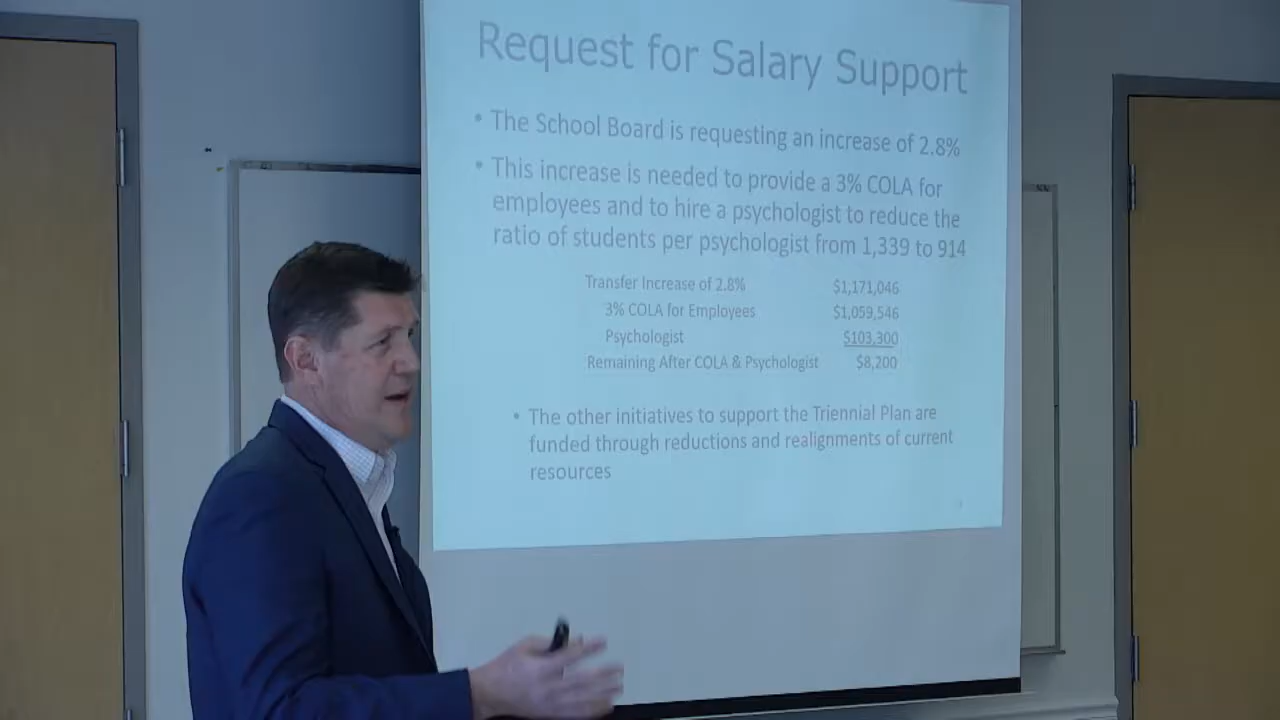 Request for Salary Support
• The School Board is requesting an increase of 2.8%
• This increase is needed to provide a 3% COLA for
employees and to hire a psychologist to reduce the
ratio of students per psychologist from 1,339 to 914
Transfer Increase of 2.8% $1,171,046
3% COLA for Employees $1,059,546
Psychologist $103,300
Remaining After COLA & Psychologist $8,200
• The other initiatives to support the Triennial Plan are
funded through reductions and realignments of current
resources